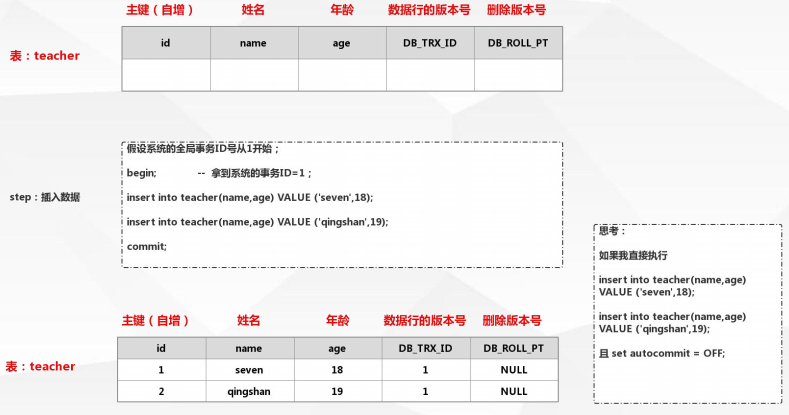 主键（自增） 姓名 年龄 数据行的版本号 删除版本号
表：teacher
id name age DB_TRX_ID DB_ROLL_PT
假设系统的全局事务ID号从1开始；
begin; -- 拿到系统的事务ID=1；
step：插入数据
insert into teacher(name,age) VALUE ('seven',18);
insert into teacher(name,age) VALUE ('qingshan',19);
commit;
思考：
如果我直接执行
insert into teacher(name,age)
VALUE ('seven',18);
insert into teacher(name,age)
VALUE ('qingshan',19);
且 set autocommit = OFF;
主键（自增） 姓名 年龄 数据行的版本号 删除版本号
表：teacher
id name age DB_TRX_ID DB_ROLL_PT
1 seven 18 1 NULL
2 qingshan 19 1 NULL